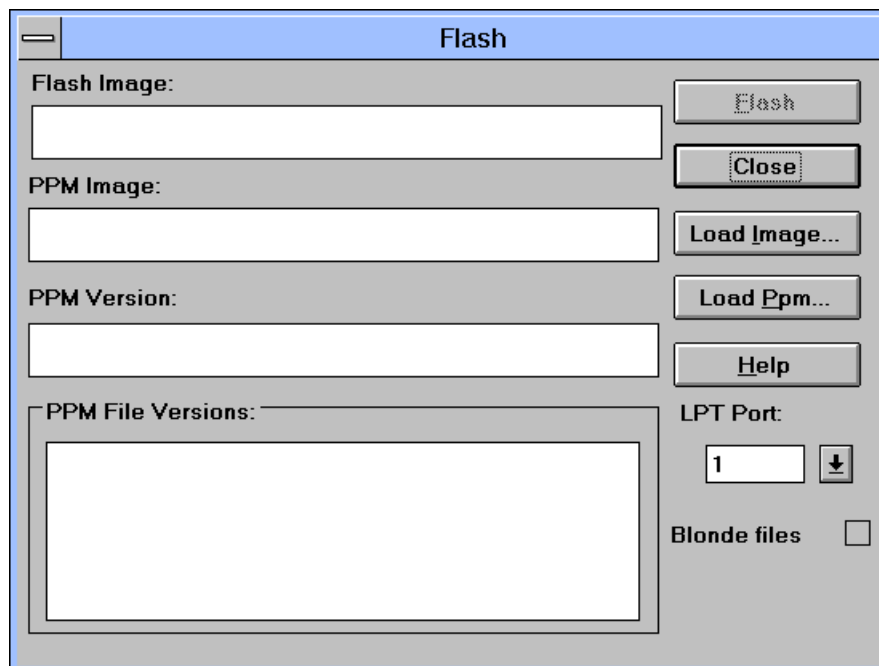 Flash
Flash Image:
Flash
Close
PPM Image:
Load Image...
PPM Version:
Load Ppm...
Help
PPM File Versions:
LPT Port:
1
Blonde files